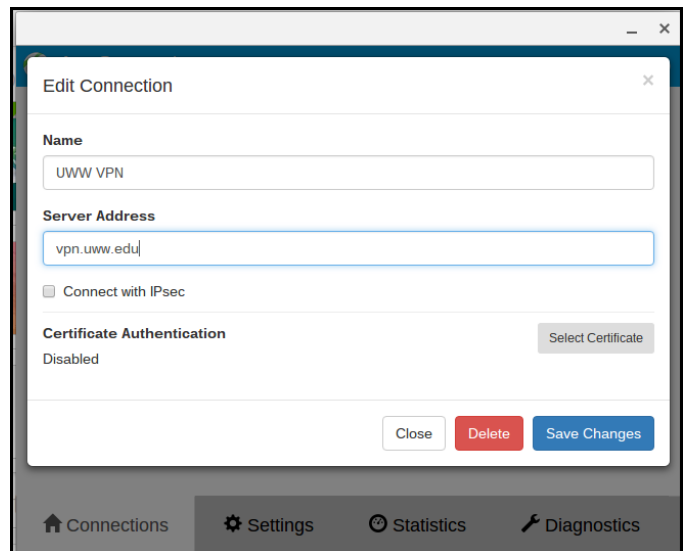 Edit Connection
Name
UWW VPN
Server Address
vpn.uww.edu
Connect with IPsec
Certificate Authentication
Select Certificate
Disabled
Close Delete Save Changes
Connections Settings Statistics Diagnostics